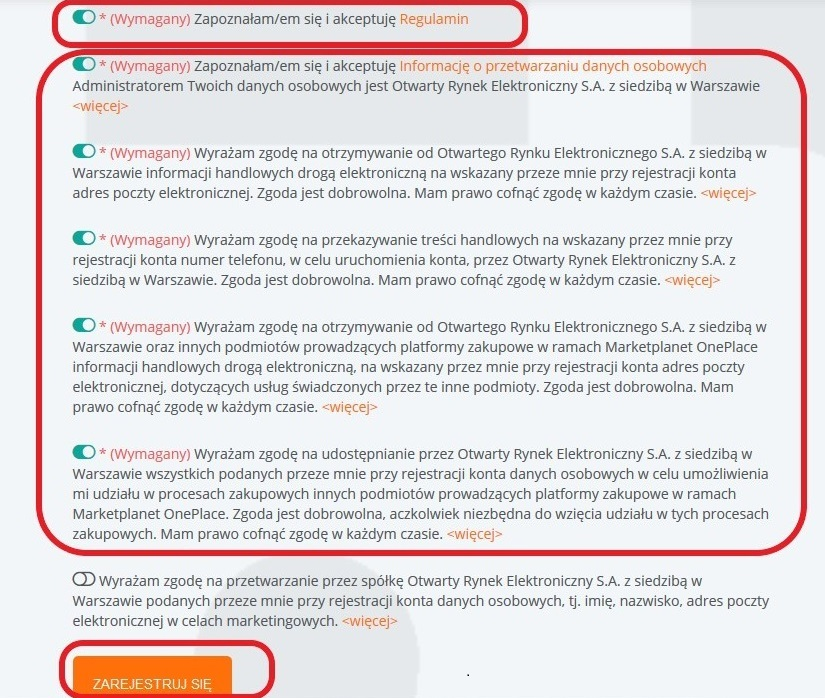 * (Wymagany) Zapoznałam/em się i akceptuję Regulamin
* (Wymagany) Zapoznałam/em się i akceptuję Informację o przetwarzaniu danych osobowych
Administratorem Twoich danych osobowych jest Otwarty Rynek Elektroniczny S.A. z siedzibą w Warszawie
<więcej>
* (Wymagany) Wyrażam zgodę na otrzymywanie od Otwartego Rynku Elektronicznego S.A. z siedzibą w
Warszawie informacji handlowych drogą elektroniczną na wskazany przeze mnie przy rejestracji konta
adres poczty elektronicznej. Zgoda jest dobrowolna. Mam prawo cofnąć zgodę w każdym czasie. <więcej>
* (Wymagany) Wyrażam zgodę na przekazywanie treści handlowych na wskazany przez mnie przy
rejestracji konta numer telefonu, w celu uruchomienia konta, przez Otwarty Rynek Elektroniczny S.A. z
siedzibą w Warszawie. Zgoda jest dobrowolna. Mam prawo cofnąć zgodę w każdym czasie. <więcej>
* (Wymagany) Wyrażam zgodę na otrzymywanie od Otwartego Rynku Elektronicznego S.A. z siedzibą w
Warszawie oraz innych podmiotów prowadzących platformy zakupowe w ramach Marketplanet OnePlace
informacji handlowych drogą elektroniczną, na wskazany przez mnie przy rejestracji konta adres poczty
elektronicznej, dotyczących usług świadczonych przez te inne podmioty. Zgoda jest dobrowolna. Mam
prawo cofnąć zgodę w każdym czasie. <więcej>
* (Wymagany) Wyrażam zgodę na udostępnianie przez Otwarty Rynek Elektroniczny S.A. z siedzibą w
Warszawie wszystkich podanych przeze mnie przy rejestracji konta danych osobowych w celu umożliwienia
mi udziału w procesach zakupowych innych podmiotów prowadzących platformy zakupowe w ramach
Marketplanet OnePlace. Zgoda jest dobrowolna, aczkolwiek niezbędna do wzięcia udziału w tych procesach
zakupowych. Mam prawo cofnąć zgodę w każdym czasie. <więcej>
Wyrażam zgodę na przetwarzanie przez spółkę Otwarty Rynek Elektroniczny S.A. z siedzibą w
Warszawie podanych przeze mnie przy rejestracji konta danych osobowych, tj. imię, nazwisko, adres poczty
elektronicznej w celach marketingowych. <więcej>
ZAREJESTRUJ SIĘ
.